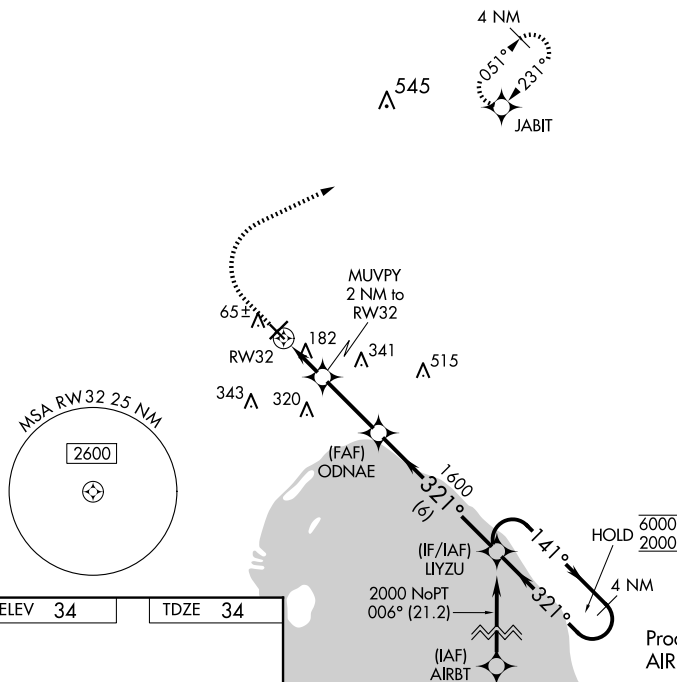 4 NM
051°
231°
545
JABIT
MUVPY
2 NM to
RW32
65±
182
RW32
341
515
343
320
MSA RW32 25 NM
2600
(FAF)
ODNAE
1600
321°
(6)
(IF/IAF)
LIYZU
141°
HOLD
6000
2000
4 NM
321°
2000 NoPT
006° (21.2)
(IAF)
AIRBT
ELEV 34
TDZE 34